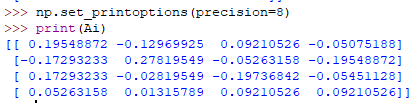 >>> np.set_printoptions(precision=8)
>>> print(Ai)
[[ 0.19548872 -0.12969925  0.09210526 -0.05075188]
 [-0.17293233  0.27819549 -0.05263158 -0.19548872]
 [ 0.17293233 -0.02819549 -0.19736842 -0.05451128]
 [ 0.05263158  0.01315789  0.09210526  0.09210526]]